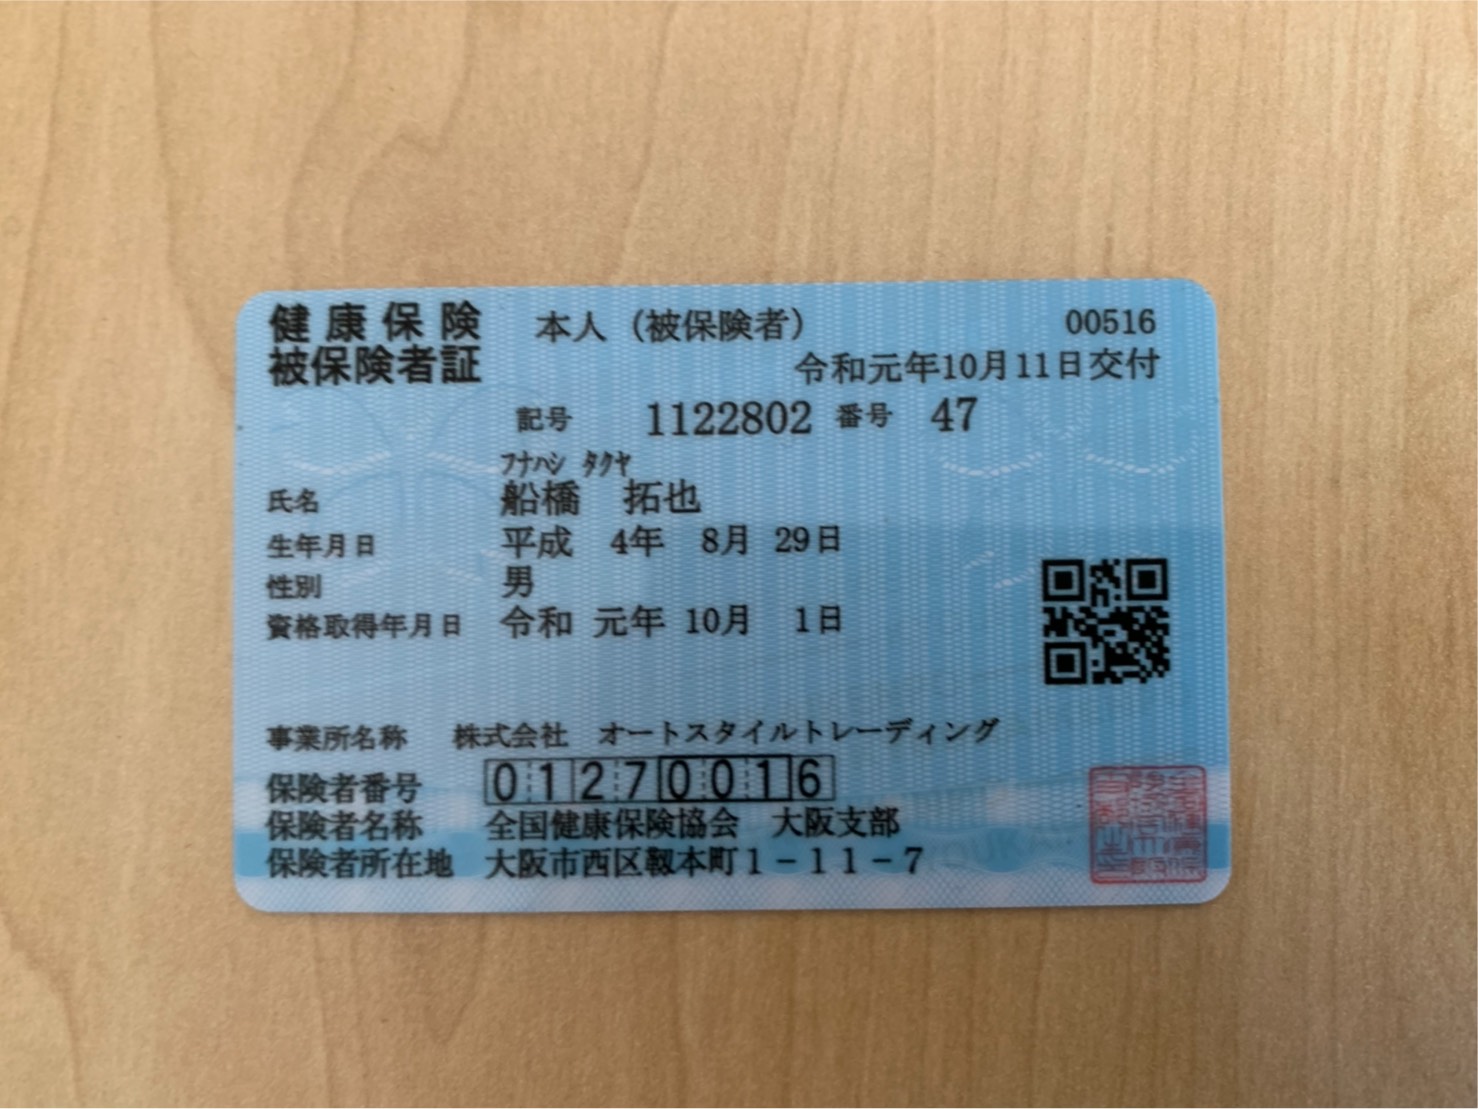 健康保険 本人（被保険者） 00516
被保険者証 令和元年10月11日交付
記号 1122802 番号 47
ﾌﾅﾊｼ ﾀｸﾔ
氏名 船橋 拓也
生年月日 平成 4年 8月 29日
性別 男
資格取得年月日 令和 元年 10月 1日
事業所名称 株式会社 オートスタイルトレーディング
保険者番号 01270016
保険者名称 全国健康保険協会 大阪支部
保険者所在地 大阪市西区靱本町1－11－7